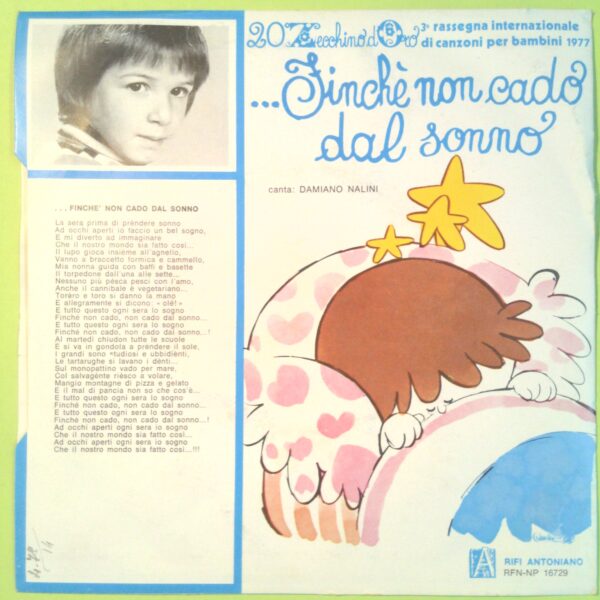 20º Zecchino d'Oro
3ª rassegna internazionale
di canzoni per bambini 1977
...Finchè non cado
dal sonno
canta: DAMIANO NALINI
...FINCHE' NON CADO DAL SONNO
La sera prima di prendere sonno
Ad occhi aperti io faccio un bel sogno,
E mi diverto ad immaginare
Che il nostro mondo sia fatto così...
Il lupo gioca insieme all'agnello,
Vanno a braccetto formica e cammello,
Mia nonna guida con baffi e basette
Il torpedone dall'una alle sette...
Nessuno più pesca pesci con l'amo,
Anche il cannibale è vegetariano...
Torero e toro si danno la mano
E allegramente si dicono: «olé!»
E tutto questo ogni sera io sogno
Finché non cado, non cado dal sonno...
E tutto questo ogni sera io sogno
Finché non cado, non cado dal sonno...!
Al martedì chiudon tutte le scuole
E si va in gondola a prendere il sole,
I grandi sono studiosi e ubbidienti,
Le tartarughe si lavano i denti...
Sul monopattino vado per mare,
Col salvagente riesco a volare,
Mangio montagne di pizza e gelato
E il mal di pancia non so che cos'è...
E tutto questo ogni sera io sogno
Finché non cado, non cado dal sonno...
E tutto questo ogni sera io sogno
Finché non cado, non cado dal sonno...!
Ad occhi aperti ogni sera io sogno
Che il nostro mondo sia fatto così...
Ad occhi aperti ogni sera io sogno
Che il nostro mondo sia fatto così...!!!
RIFI ANTONIANO
RFN-NP 16729